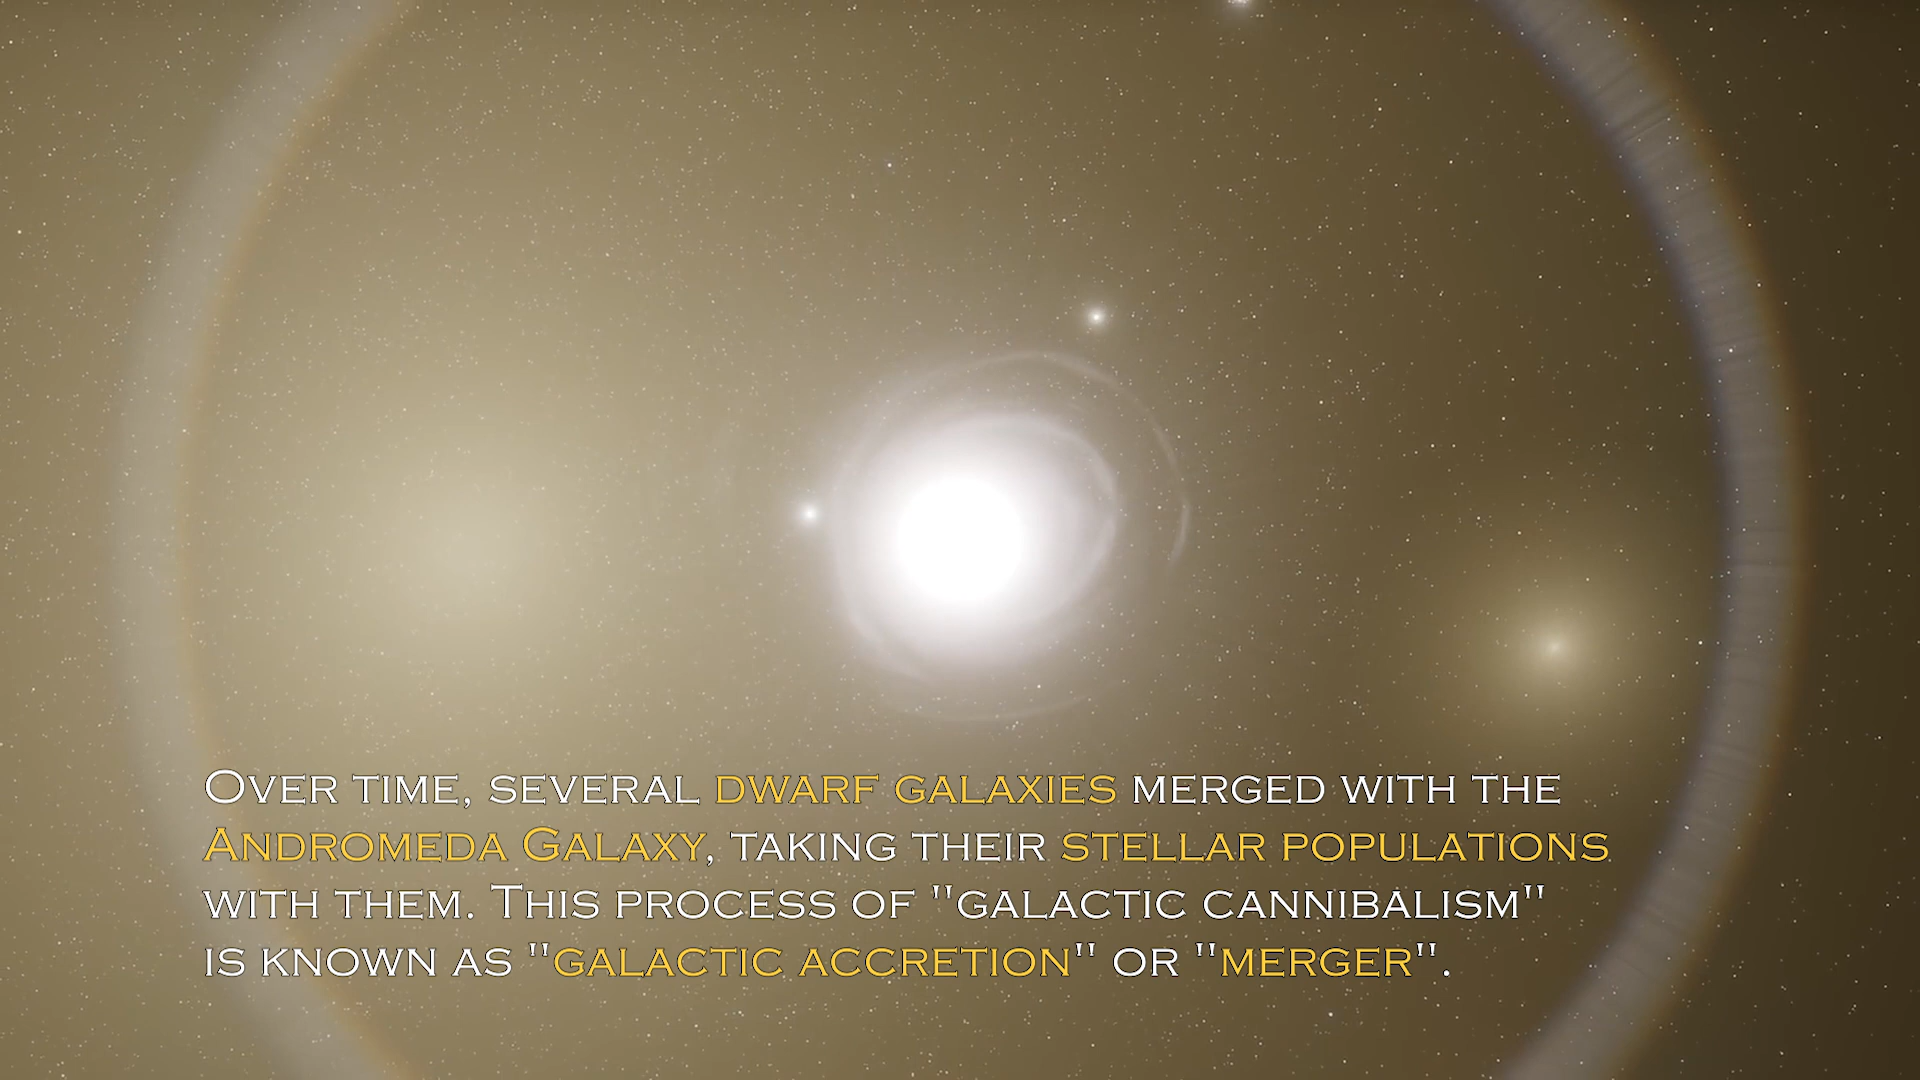 Over time, several dwarf galaxies merged with the
Andromeda Galaxy, taking their stellar populations
with them. This process of "galactic cannibalism"
is known as "galactic accretion" or "merger".